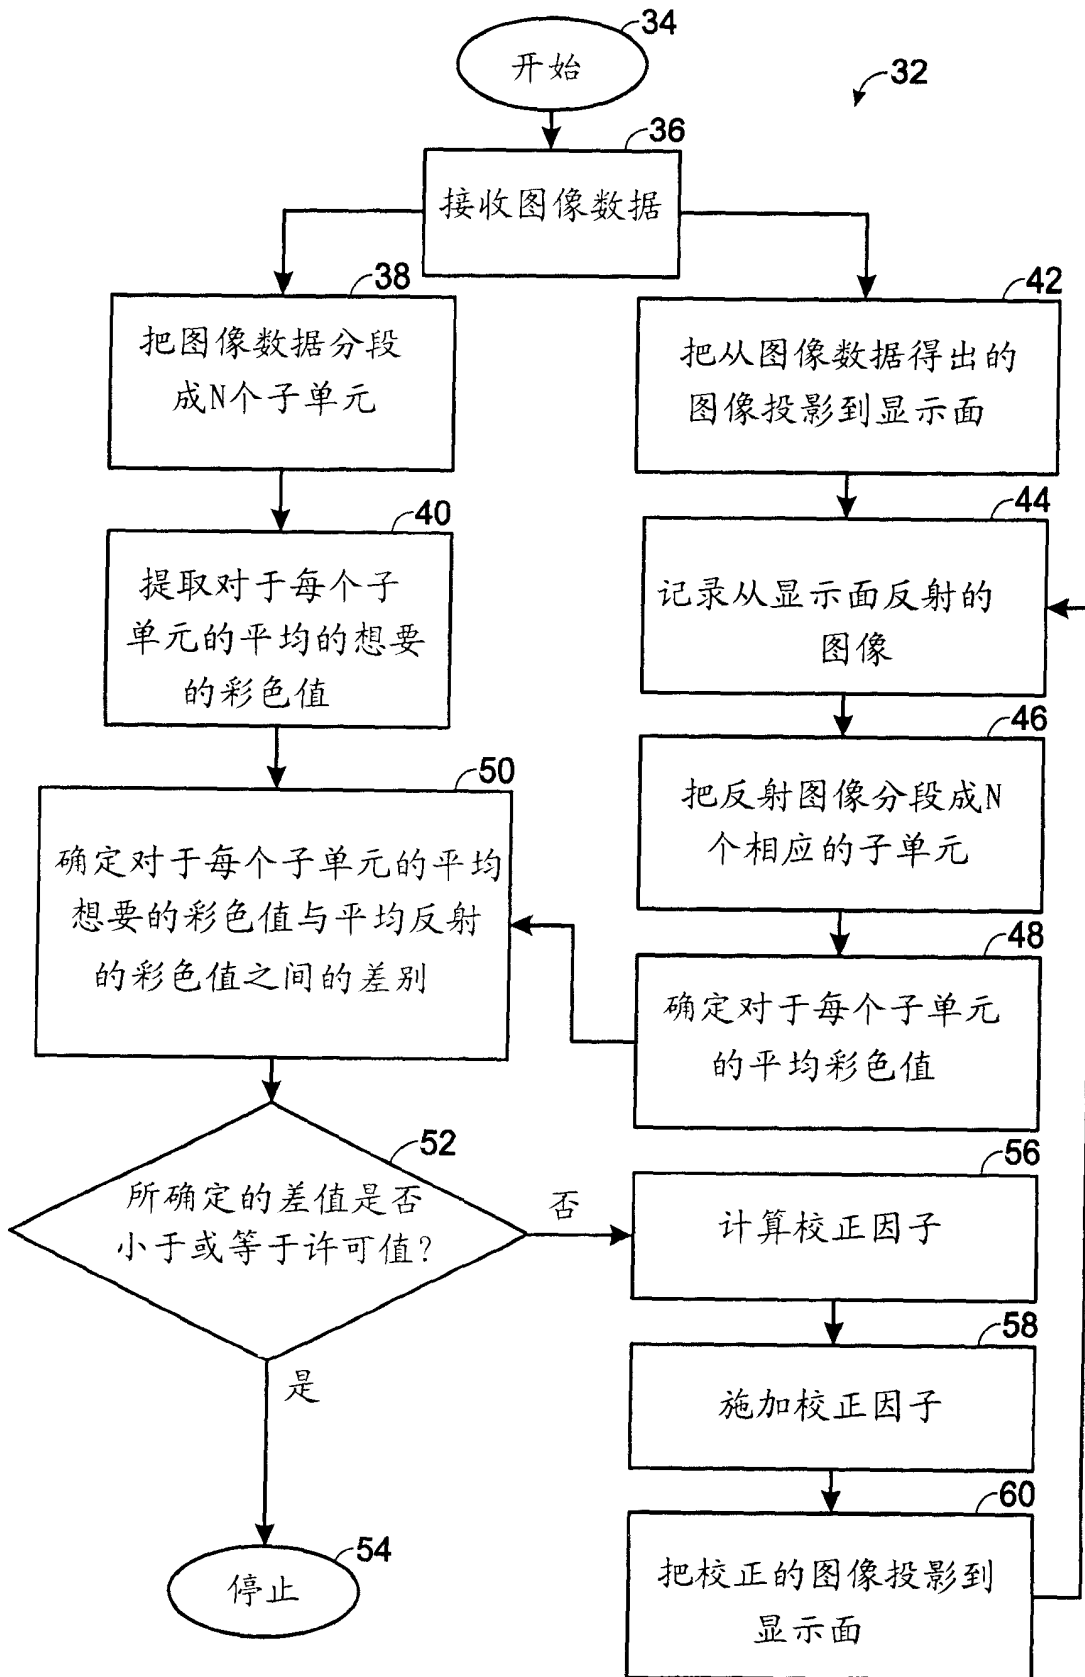 34
开始
32
36
接收图像数据
38
把图像数据分段
成N个子单元
42
把从图像数据得出的
图像投影到显示面
40
提取对于每个子
单元的平均的想要
的彩色值
44
记录从显示面反射的
图像
46
把反射图像分段成N
个相应的子单元
50
确定对于每个子单元的平均
想要的彩色值与平均反射
的彩色值之间的差别
48
确定对于每个子单元
的平均彩色值
52
所确定的差值是否
小于或等于许可值?
否
是
56
计算校正因子
58
施加校正因子
60
把校正的图像投影到
显示面
54
停止